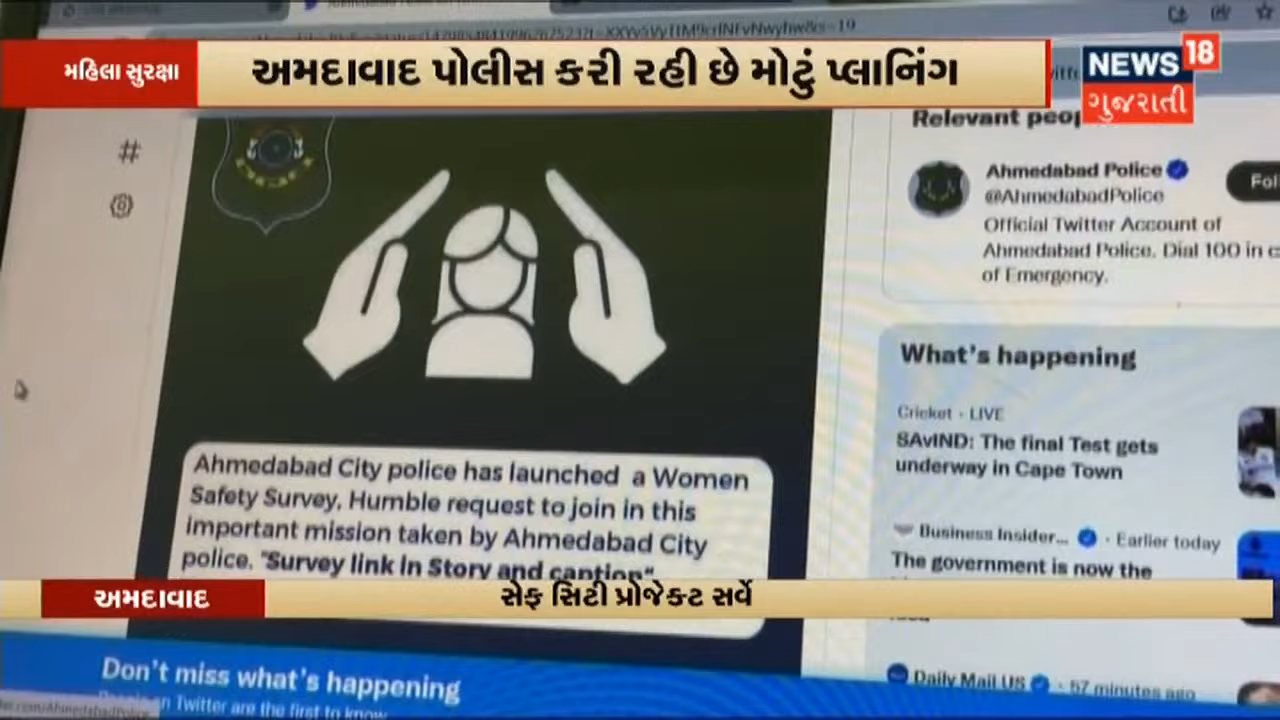 મહિલા સુરક્ષા
અમદાવાદ પોલીસ કરી રહી છે મોટું પ્લાનિંગ
NEWS 18
ગુજરાતી
Relevant
Ahmedabad Police
@AhmedabadPolice
Official Twitter Account of
Ahmedabad Police. Dial 100 in
of Emergency.
What's happening
Cricket · LIVE
SAvIND: The final Test gets
underway in Cape Town
Business Insider... · Earlier today
The government is now the
Daily Mail US · 57 minutes ago
Ahmedabad City police has launched a Women
Safety Survey, Humble request to join in this
important mission taken by Ahmedabad City
police. "Survey link in Story and caption"
અમદાવાદ
સેફ સિટી પ્રોજેક્ટ સર્વે
Don't miss what's happening
on Twitter are the first to know